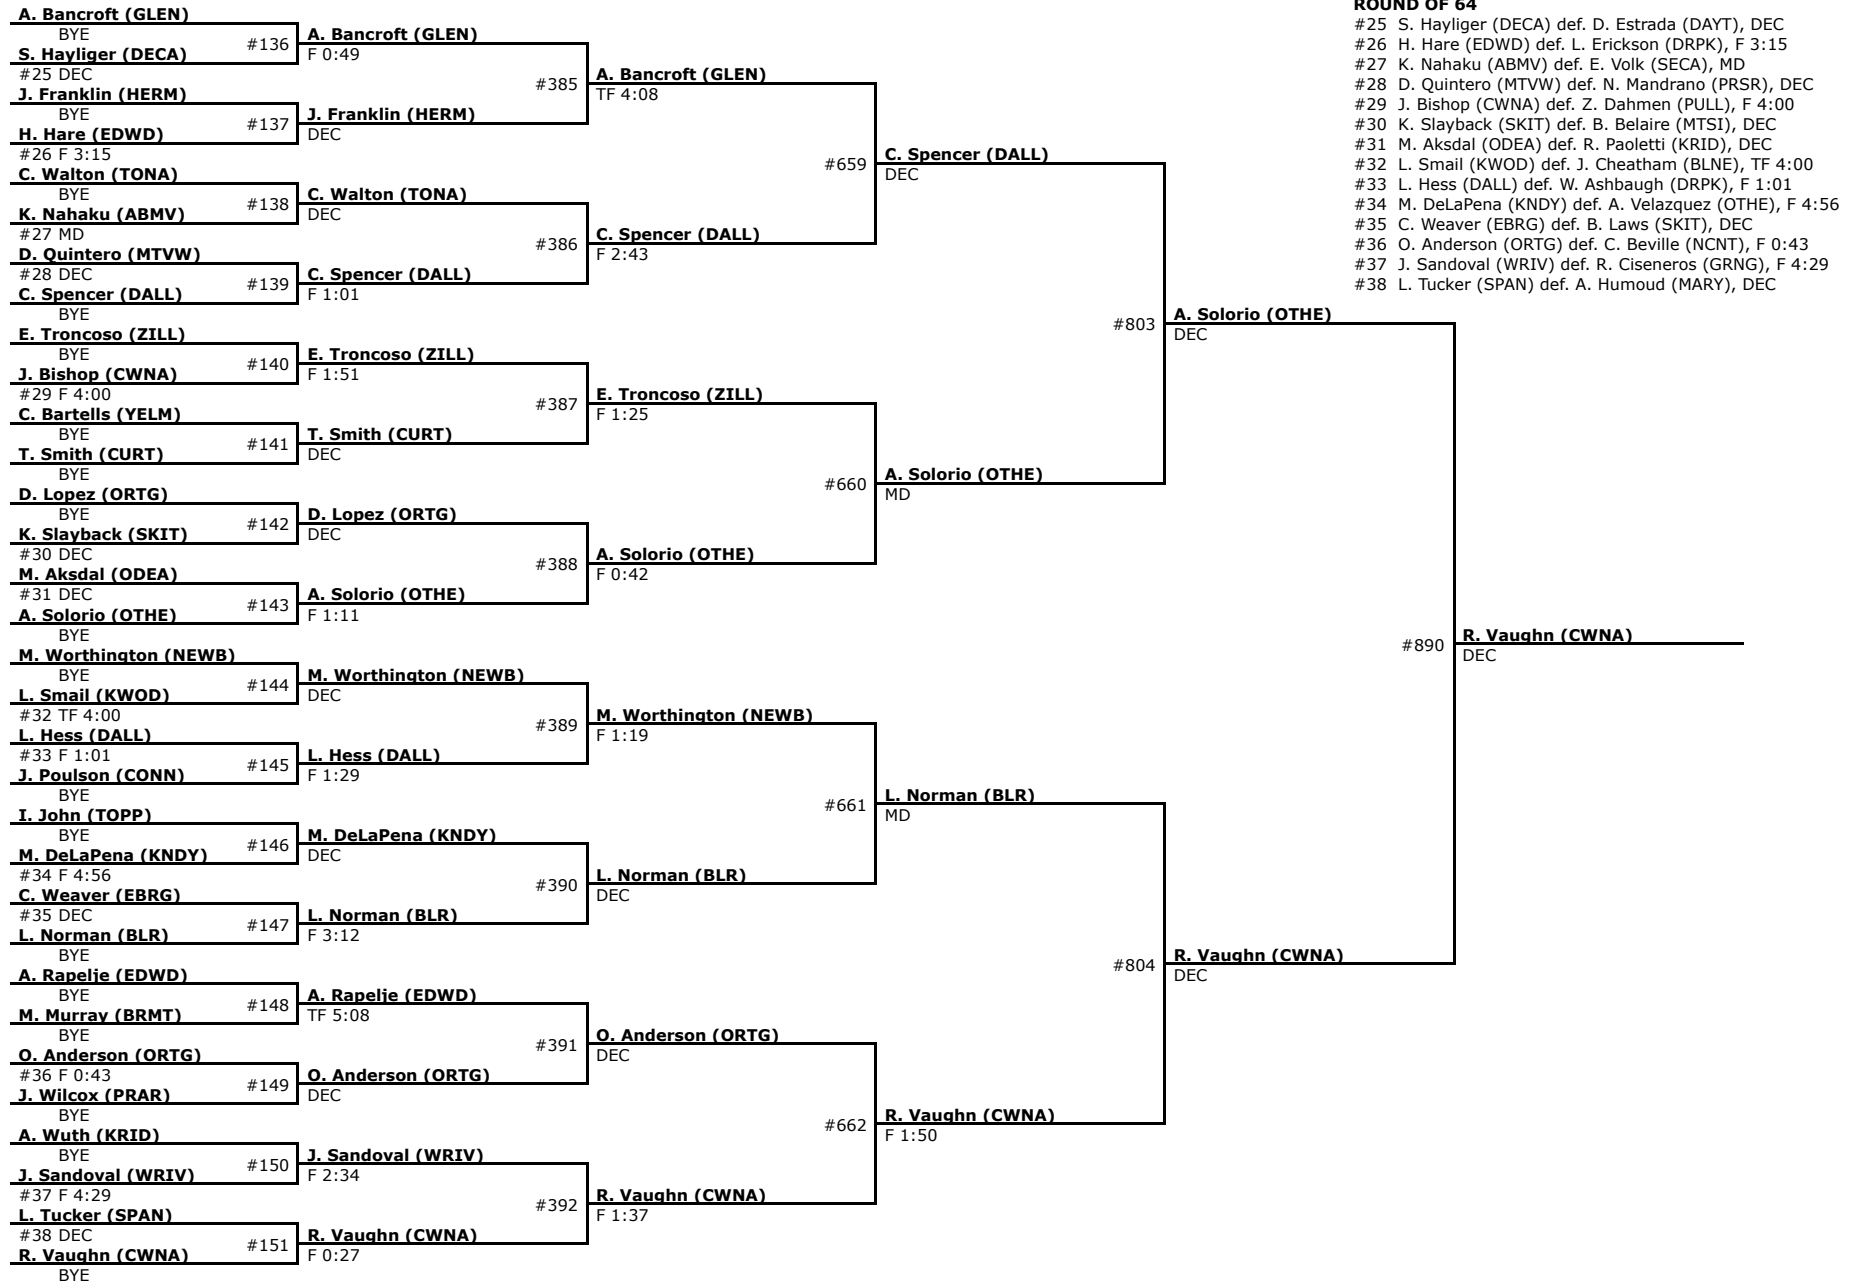 A. Bancroft (GLEN)
BYE
#136
S. Hayliger (DECA)
#25 DEC
J. Franklin (HERM)
BYE
#137
H. Hare (EDWD)
#26 F 3:15
C. Walton (TONA)
BYE
#138
K. Nahaku (ABMV)
#27 MD
D. Quintero (MTVW)
#28 DEC
#139
C. Spencer (DALL)
BYE
E. Troncoso (ZILL)
BYE
#140
J. Bishop (CWNA)
#29 F 4:00
C. Bartells (YELM)
BYE
#141
T. Smith (CURT)
BYE
D. Lopez (ORTG)
BYE
#142
K. Slayback (SKIT)
#30 DEC
M. Aksdal (ODEA)
#31 DEC
#143
A. Solorio (OTHE)
BYE
M. Worthington (NEWB)
BYE
#144
L. Smail (KWOD)
#32 TF 4:00
L. Hess (DALL)
#33 F 1:01
#145
J. Poulson (CONN)
BYE
I. John (TOPP)
BYE
#146
M. DeLaPena (KNDY)
#34 F 4:56
C. Weaver (EBRG)
#35 DEC
#147
L. Norman (BLR)
BYE
A. Rapelje (EDWD)
BYE
#148
M. Murray (BRMT)
BYE
O. Anderson (ORTG)
#36 F 0:43
#149
J. Wilcox (PRAR)
BYE
A. Wuth (KRID)
BYE
#150
J. Sandoval (WRIV)
#37 F 4:29
L. Tucker (SPAN)
#38 DEC
#151
R. Vaughn (CWNA)
BYE
A. Bancroft (GLEN)
F 0:49
#385
J. Franklin (HERM)
DEC
C. Walton (TONA)
DEC
#386
C. Spencer (DALL)
F 1:01
E. Troncoso (ZILL)
F 1:51
#387
T. Smith (CURT)
DEC
D. Lopez (ORTG)
DEC
#388
A. Solorio (OTHE)
F 1:11
M. Worthington (NEWB)
DEC
#389
L. Hess (DALL)
F 1:29
M. DeLaPena (KNDY)
DEC
#390
L. Norman (BLR)
F 3:12
A. Rapelje (EDWD)
TF 5:08
#391
O. Anderson (ORTG)
DEC
J. Sandoval (WRIV)
F 2:34
#392
R. Vaughn (CWNA)
F 0:27
A. Bancroft (GLEN)
TF 4:08
#659
C. Spencer (DALL)
F 2:43
E. Troncoso (ZILL)
F 1:25
#660
A. Solorio (OTHE)
F 0:42
M. Worthington (NEWB)
F 1:19
#661
L. Norman (BLR)
DEC
O. Anderson (ORTG)
DEC
#662
R. Vaughn (CWNA)
F 1:37
C. Spencer (DALL)
DEC
#803
A. Solorio (OTHE)
MD
L. Norman (BLR)
MD
#804
R. Vaughn (CWNA)
F 1:50
A. Solorio (OTHE)
DEC
#890
R. Vaughn (CWNA)
DEC
R. Vaughn (CWNA)
DEC
ROUND OF 64
#25 S. Hayliger (DECA) def. D. Estrada (DAYT), DEC
#26 H. Hare (EDWD) def. L. Erickson (DRPK), F 3:15
#27 K. Nahaku (ABMV) def. E. Volk (SECA), MD
#28 D. Quintero (MTVW) def. N. Mandrano (PRSR), DEC
#29 J. Bishop (CWNA) def. Z. Dahmen (PULL), F 4:00
#30 K. Slayback (SKIT) def. B. Belaire (MTSI), DEC
#31 M. Aksdal (ODEA) def. R. Paoletti (KRID), DEC
#32 L. Smail (KWOD) def. J. Cheatham (BLNE), TF 4:00
#33 L. Hess (DALL) def. W. Ashbaugh (DRPK), F 1:01
#34 M. DeLaPena (KNDY) def. A. Velazquez (OTHE), F 4:56
#35 C. Weaver (EBRG) def. B. Laws (SKIT), DEC
#36 O. Anderson (ORTG) def. C. Beville (NCNT), F 0:43
#37 J. Sandoval (WRIV) def. R. Ciseneros (GRNG), F 4:29
#38 L. Tucker (SPAN) def. A. Humoud (MARY), DEC